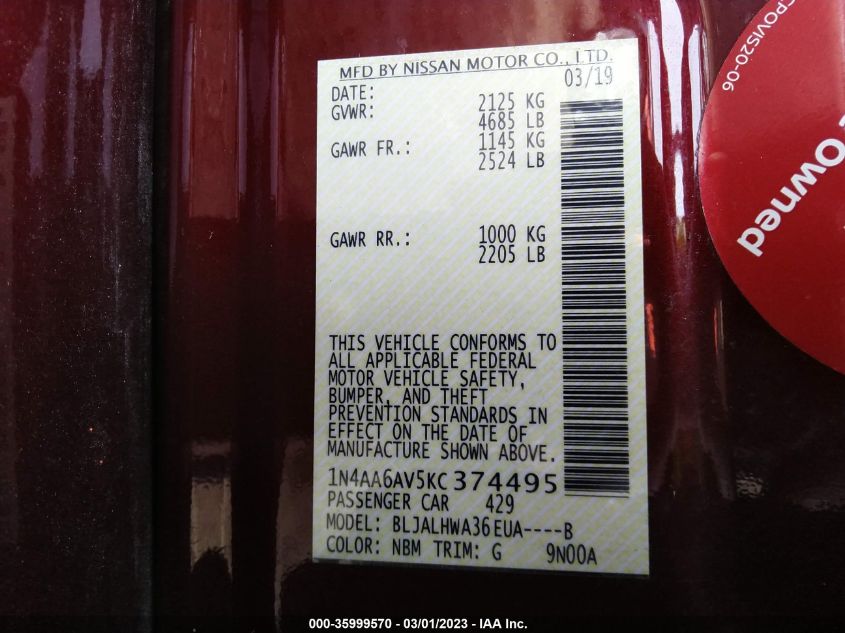 MFD BY NISSAN MOTOR CO., LTD.
DATE: 03/19
GVWR: 2125 KG
4685 LB
GAWR FR.: 1145 KG
2524 LB
GAWR RR.: 1000 KG
2205 LB
THIS VEHICLE CONFORMS TO
ALL APPLICABLE FEDERAL
MOTOR VEHICLE SAFETY,
BUMPER, AND THEFT
PREVENTION STANDARDS IN
EFFECT ON THE DATE OF
MANUFACTURE SHOWN ABOVE.
1N4AA6AV5KC374495
PASSENGER CAR 429
MODEL: BLJALHWA36EUA----B
COLOR: NBM TRIM: G 9N00A
CPOVIS20-06
Owned
000-35999570 - 03/01/2023 - IAA Inc.